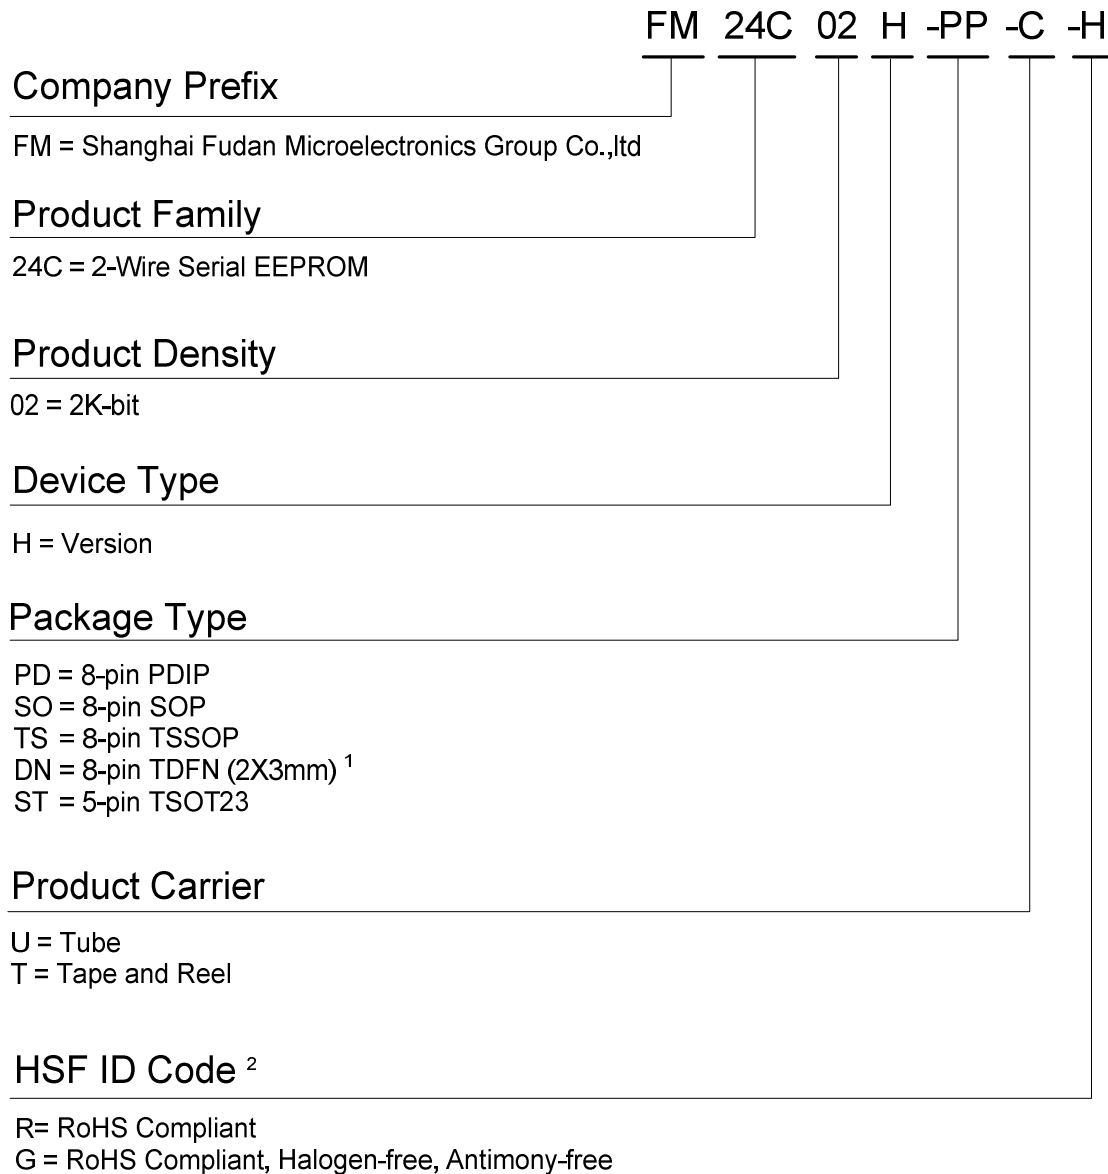 FM 24C 02 H -PP -C -H
Company Prefix
FM = Shanghai Fudan Microelectronics Group Co.,ltd
Product Family
24C = 2-Wire Serial EEPROM
Product Density
02 = 2K-bit
Device Type
H = Version
Package Type
PD = 8-pin PDIP
SO = 8-pin SOP
TS = 8-pin TSSOP
DN = 8-pin TDFN (2X3mm) 1
ST = 5-pin TSOT23
Product Carrier
U = Tube
T = Tape and Reel
HSF ID Code 2
R= RoHS Compliant
G = RoHS Compliant, Halogen-free, Antimony-free